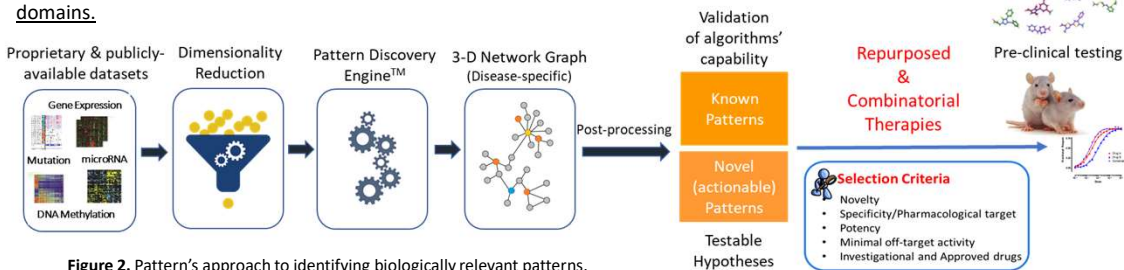 domains.
Proprietary & publicly-
available datasets
Gene Expression
Mutation
microRNA
DNA Methylation
Dimensionality
Reduction
Pattern Discovery
Engine™
3-D Network Graph
(Disease-specific)
Post-processing
Validation
of algorithms'
capability
Known
Patterns
Novel
(actionable)
Patterns
Testable
Hypotheses
Repurposed
&
Combinatorial
Therapies
Selection Criteria
Novelty
• Specificity/Pharmacological target
• Potency
• Minimal off-target activity
• Investigational and Approved drugs
Pre-clinical testing
Figure 2. Pattern's approach to identifying biologically relevant patterns.